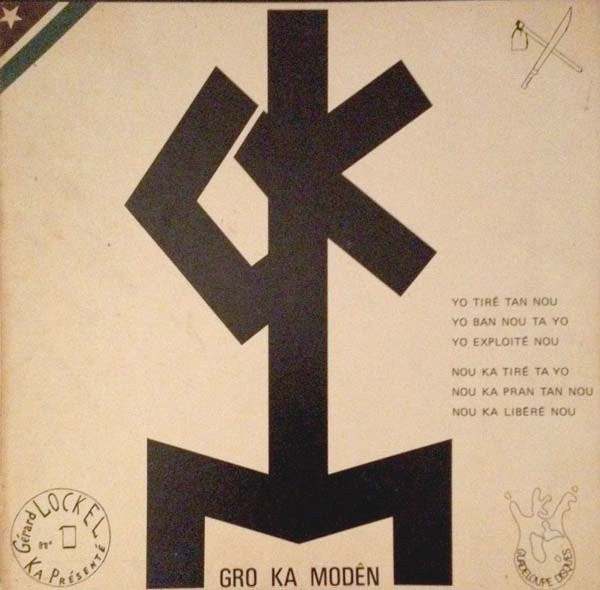 YO TIRÉ TAN NOU
YO BAN NOU TA YO
YO EXPLOITÉ NOU
NOU KA TIRÉ TA YO
NOU KA PRAN TAN NOU
NOU KA LIBÉRÉ NOU
Gérard LOCKEL
n° 1
KA PRÉSENTÉ
GRO KA MODÊN
GUADELOUPE DISQUES